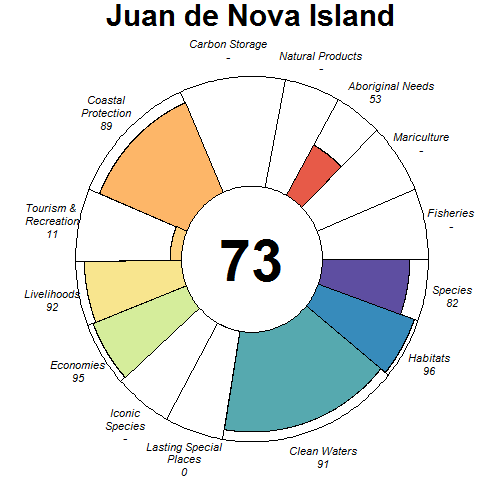 Juan de Nova Island
Carbon Storage
-
Natural Products
-
Aboriginal Needs
53
Mariculture
-
Fisheries
-
Species
82
Habitats
96
Clean Waters
91
Lasting Special
Places
0
Iconic
Species
-
Economies
95
Livelihoods
92
Tourism &
Recreation
11
Coastal
Protection
89
73